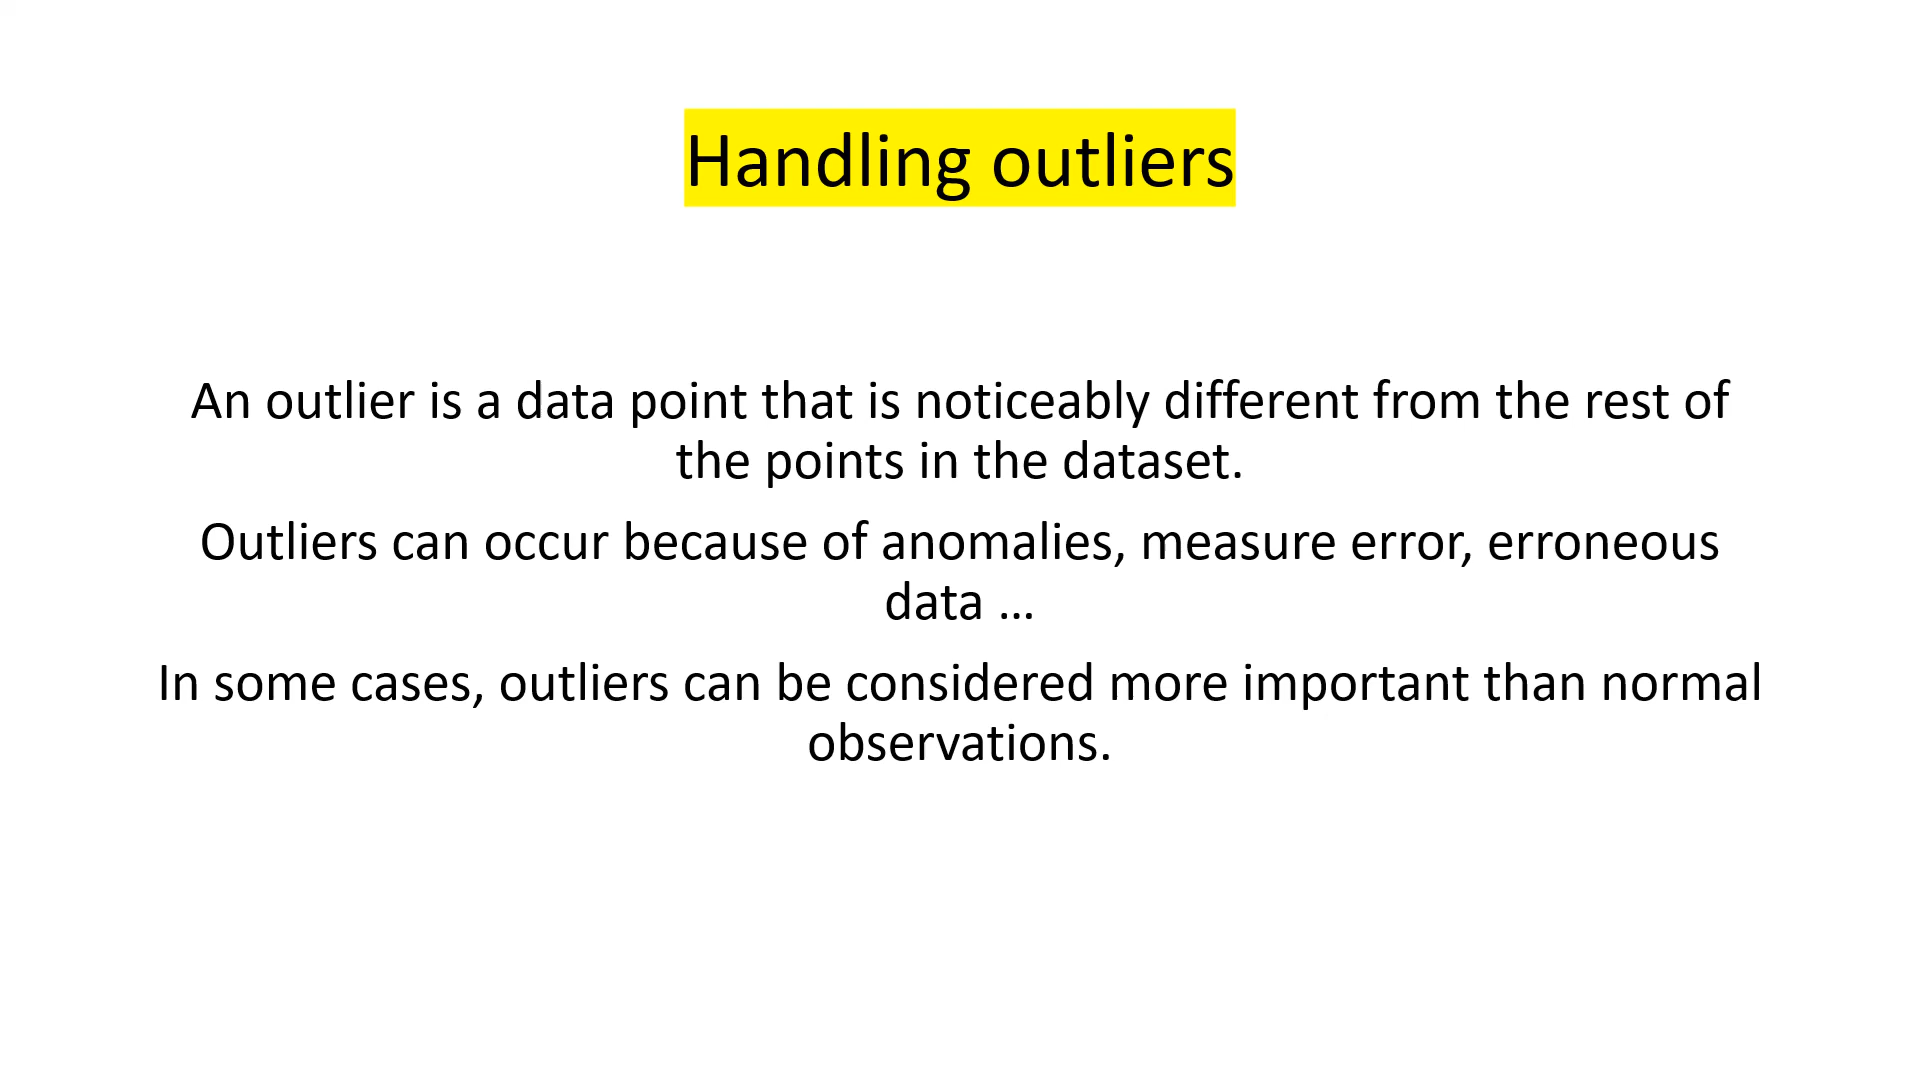 Handling outliers
An outlier is a data point that is noticeably different from the rest of
the points in the dataset.
Outliers can occur because of anomalies, measure error, erroneous
data ...
In some cases, outliers can be considered more important than normal
observations.